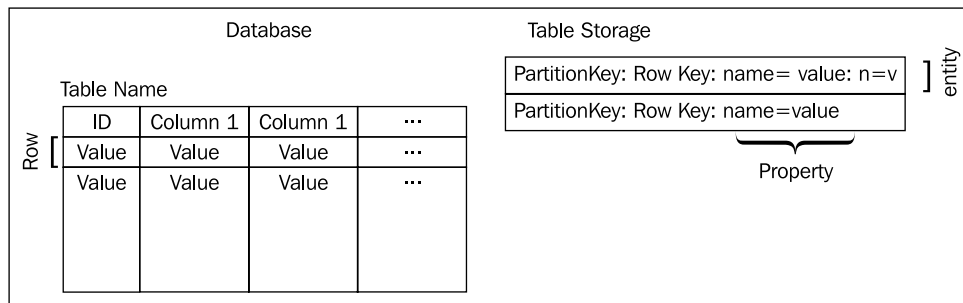 Database
Table Name
ID Column 1 Column 1 ...
Row
Value Value Value ...
Value Value Value ...
Table Storage
PartitionKey: Row Key: name= value: n=v
PartitionKey: Row Key: name=value
entity
Property